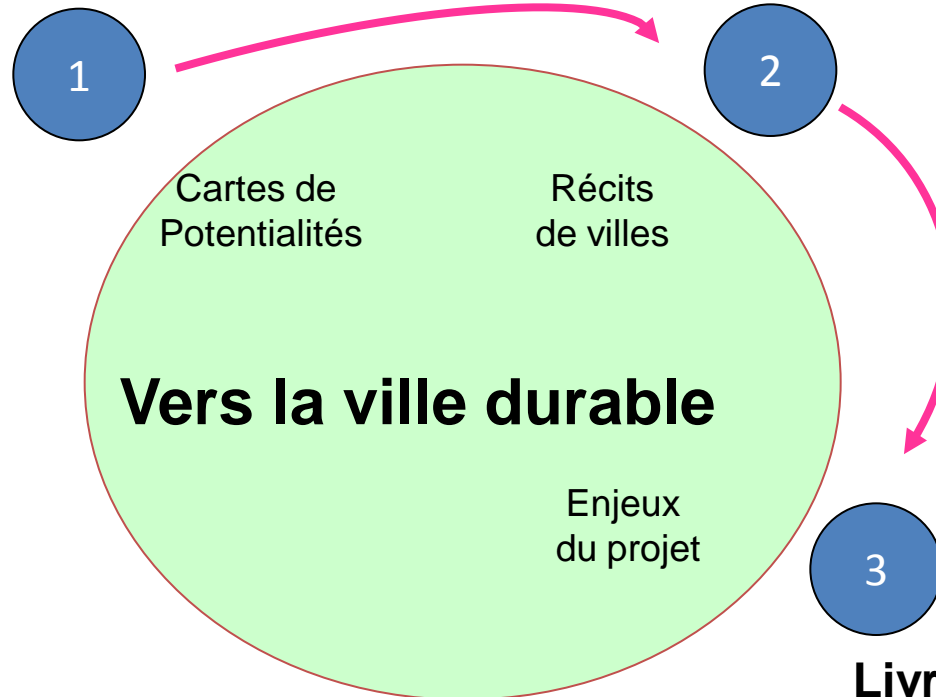 1
2
Cartes de
Potentialités
Récits
de villes
Vers la ville durable
Enjeux
du projet
3